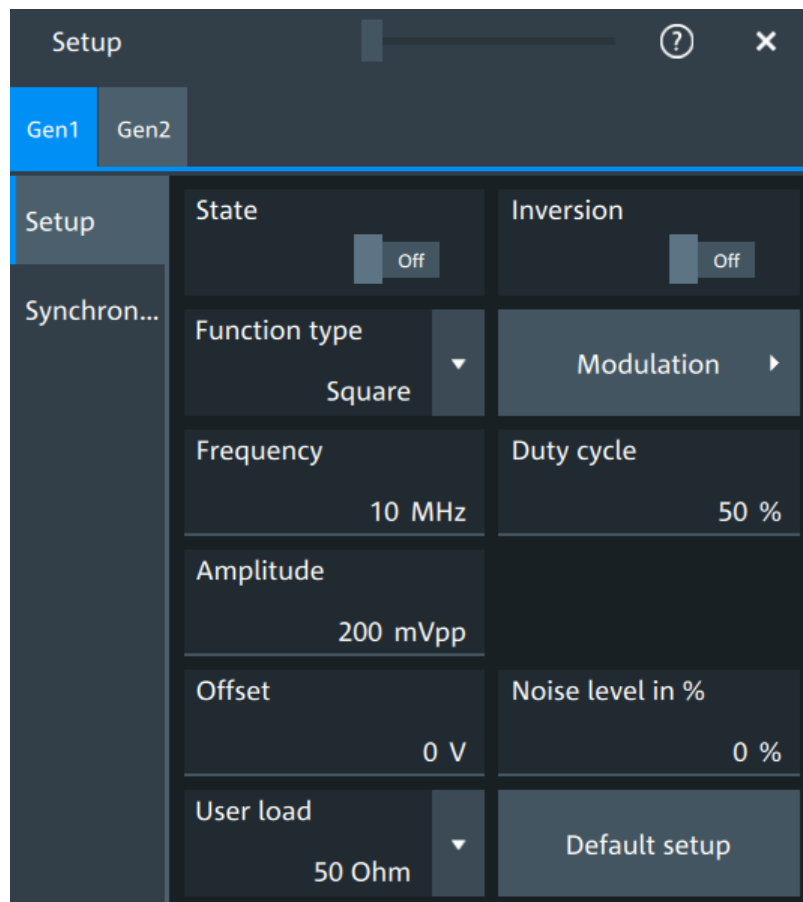 Setup
?
Gen1 Gen2
Setup
Synchron...
State
Off
Inversion
Off
Function type
Square
Modulation
Frequency
10 MHz
Duty cycle
50 %
Amplitude
200 mVpp
Offset
0 V
Noise level in %
0 %
User load
50 Ohm
Default setup